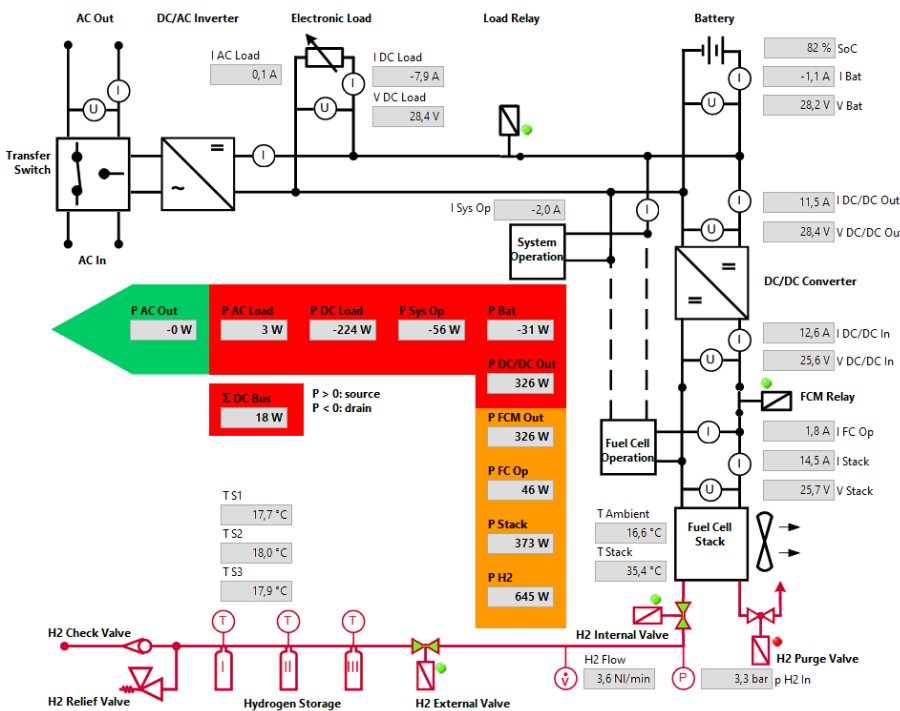 AC Out
DC/AC Inverter
Electronic Load
Load Relay
Battery
I AC Load
0,1 A
I DC Load
-7,9 A
V DC Load
28,4 V
82 % SoC
-1,1 A I Bat
28,2 V V Bat
I
I
I
U
U
U
Transfer
Switch
=
~
I
I Sys Op
-2,0 A
I
I
11,5 A I DC/DC Out
U
28,4 V V DC/DC Ou
System
Operation
AC In
=
=
DC/DC Converter
P AC Out
-0 W
P AC Load
3 W
P DC Load
-224 W
P Sys Op
-56 W
P Bat
-31 W
I
12,6 A I DC/DC In
U
25,6 V V DC/DC In
P DC/DC Out
326 W
Σ DC Bus
18 W
P > 0: source
P < 0: drain
FCM Relay
P FCM Out
326 W
Fuel Cell
Operation
I
1,8 A I FC Op
I
14,5 A I Stack
U
25,7 V V Stack
P FC Op
46 W
T S1
17,7 °C
T S2
18,0 °C
T S3
17,9 °C
P Stack
373 W
P H2
645 W
T Ambient
16,6 °C
T Stack
35,4 °C
Fuel Cell
Stack
T
T
T
H2 Check Valve
H2 Internal Valve
H2 Purge Valve
I
II
III
H2 Flow
V̇
3,6 Nl/min
P
3,3 bar p H2 In
H2 Relief Valve
Hydrogen Storage
H2 External Valve